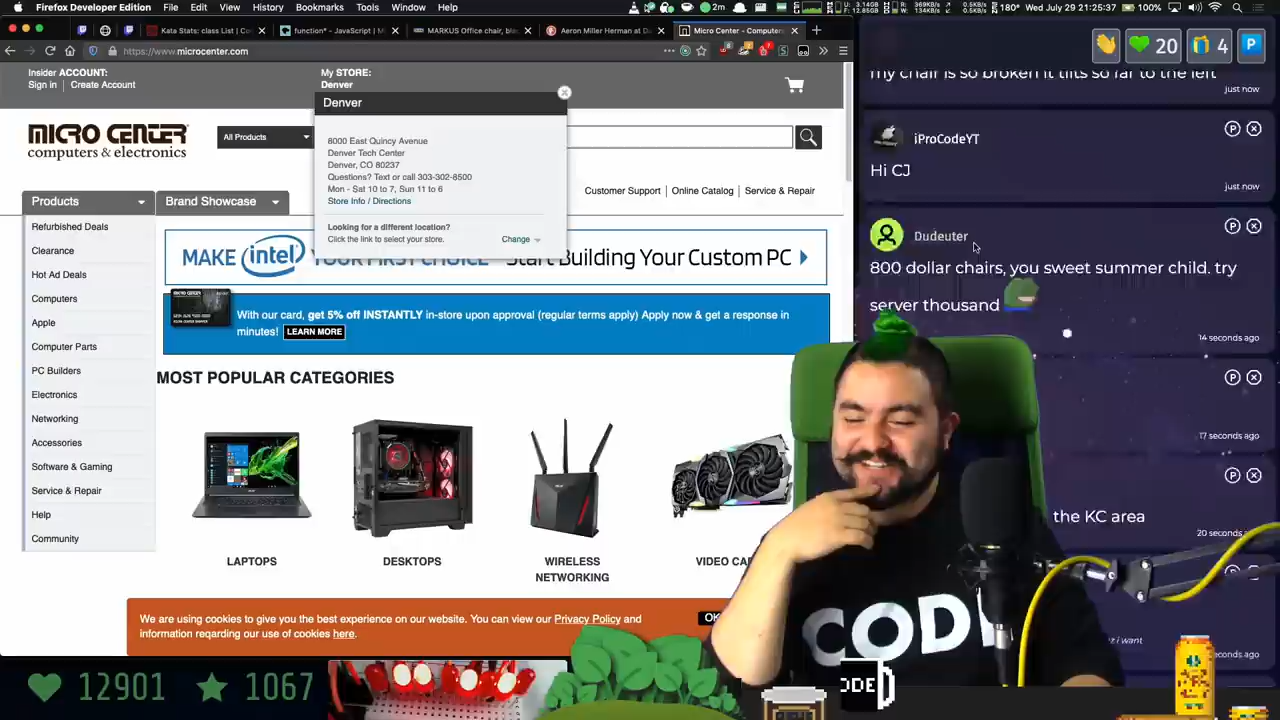 Firefox Developer Edition File Edit View History Bookmarks Tools Window Help
2m
180°
100%
Wed Jul 29 21:25:37
Kata Stats: class List | Co
function* - JavaScript | M
MARKUS Office chair, bla
Aeron Miller Herman at Du
Micro Center - Computers
https://www.microcenter.com
Insider ACCOUNT:
Sign in | Create Account
My STORE:
Denver
Denver
MICRO CENTER
computers & electronics
All Products
8000 East Quincy Avenue
Denver Tech Center
Denver, CO 80237
Questions? Text or call 303-302-8500
Mon - Sat 10 to 7, Sun 11 to 6
Store Info / Directions
Looking for a different location?
Click the link to select your store.
Change
Customer Support | Online Catalog | Service & Repair
Products
Brand Showcase
Refurbished Deals
Clearance
Hot Ad Deals
Computers
Apple
Computer Parts
PC Builders
Electronics
Networking
Accessories
Software & Gaming
Service & Repair
Help
Community
MAKE intel YOUR FIRST CHOICE Start Building Your Custom PC
With our card, get 5% off INSTANTLY in-store upon approval (regular terms apply) Apply now & get a response in
minutes! LEARN MORE
MOST POPULAR CATEGORIES
LAPTOPS
DESKTOPS
WIRELESS
NETWORKING
VIDEO CA
We are using cookies to give you the best experience on our website. You can view our Privacy Policy and
information regarding our use of cookies here.
OK
12901
1067
20
4
P
my chair is so broken it tilts so far to the left
just now
iProCodeYT
P
Hi CJ
just now
Dudeuter
P
800 dollar chairs, you sweet summer child. try
server thousand
14 seconds ago
P
17 seconds ago
P
the KC area
20 seconds ago
z i want
CODE
ODE